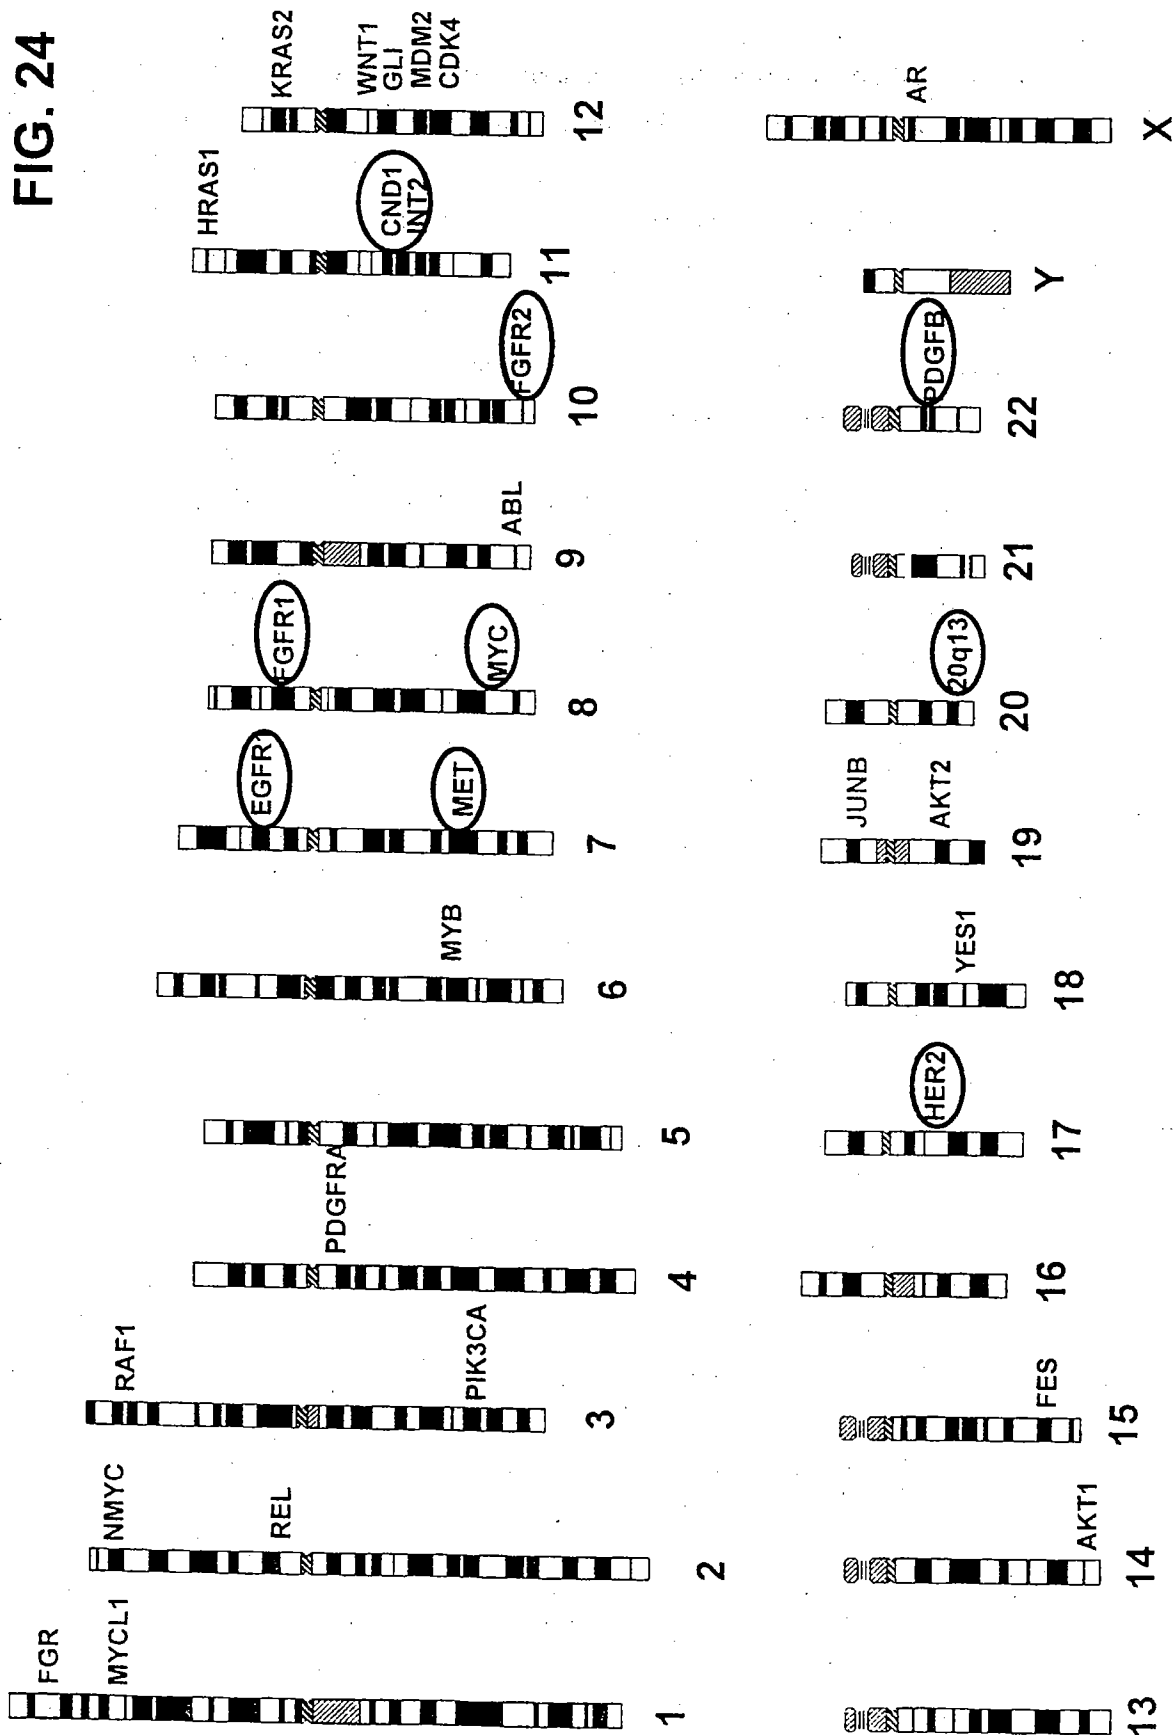 FIG. 24
FGR
MYCL1
1
NMYC
REL
2
RAF1
PIK3CA
3
PDGFRA
4
5
MYB
6
EGFR1
MET
7
FGFR1
MYC
8
ABL
9
FGFR2
10
HRAS1
CND1
INT2
11
KRAS2
WNT1
GLI
MDM2
CDK4
12
13
AKT1
14
FES
15
16
HER2
17
YES1
18
JUNB
AKT2
19
20q13
20
21
PDGFB
22
Y
AR
X